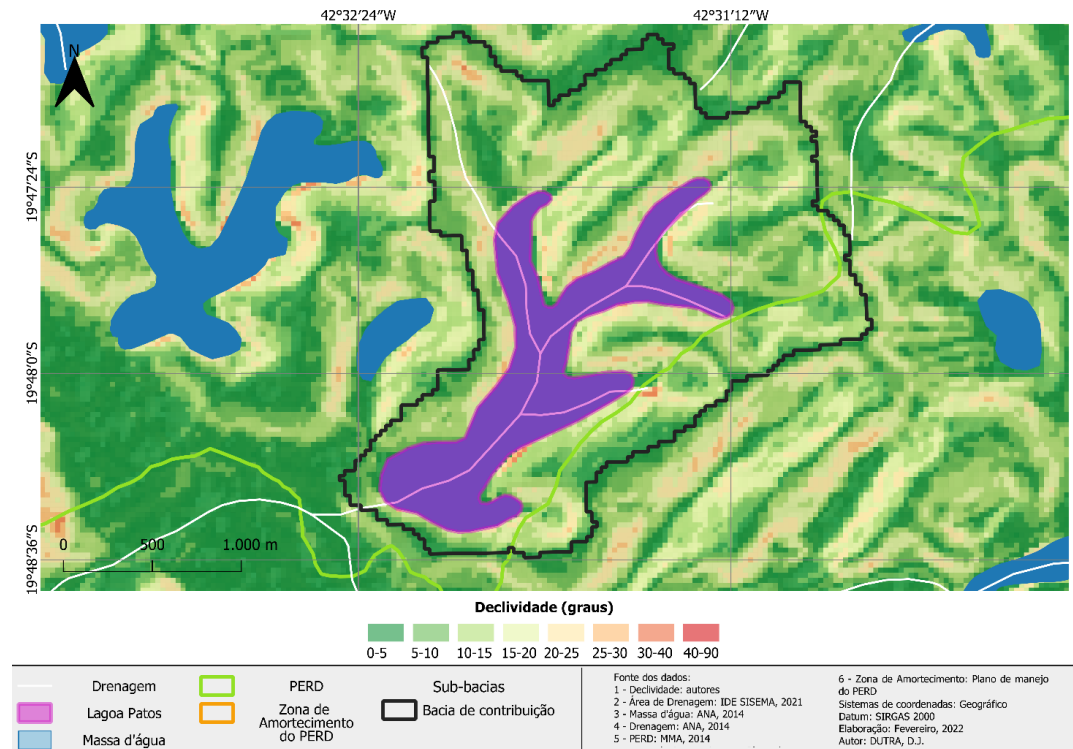 42°32'24"W
42°31'12"W
N
19°47'24"S
19°48'0"S
19°48'36"S
0
500
1.000 m
Declividade (graus)
0-5
5-10
10-15
15-20
20-25
25-30
30-40
40-90
Drenagem
Lagoa Patos
Massa d'água
PERD
Zona de
Amortecimento
do PERD
Sub-bacias
Bacia de contribuição
Fonte dos dados:
1 - Declividade: autores
2 - Área de Drenagem: IDE SISEMA, 2021
3 - Massa d'água: ANA, 2014
4 - Drenagem: ANA, 2014
5 - PERD: MMA, 2014
6 - Zona de Amortecimento: Plano de manejo
do PERD
Sistemas de coordenadas: Geográfico
Datum: SIRGAS 2000
Elaboração: Fevereiro, 2022
Autor: DUTRA, D.J.